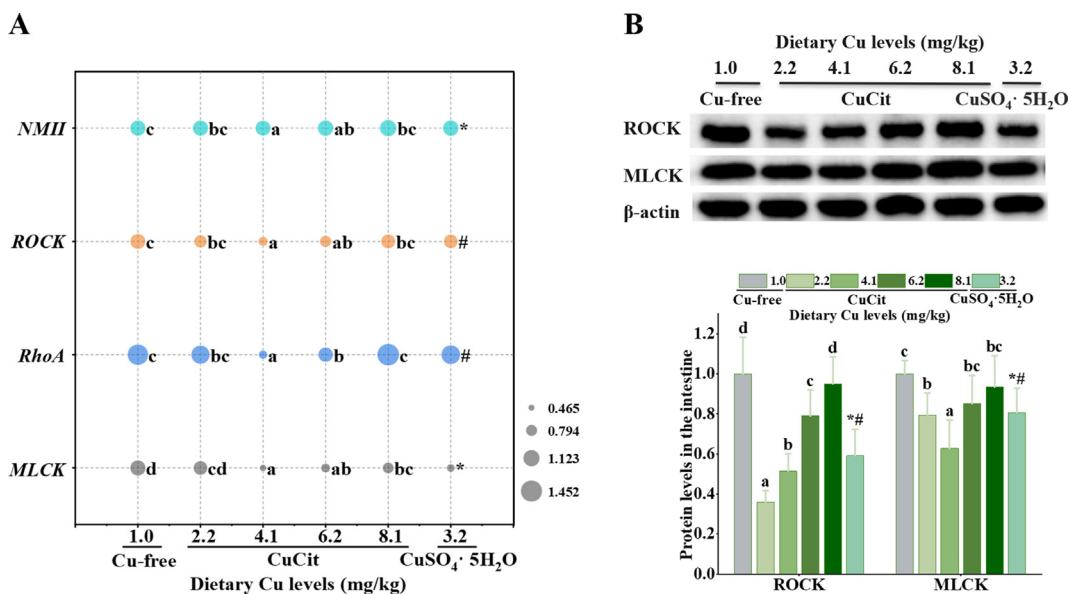 A
NMII
c
bc
a
ab
bc
*
ROCK
c
bc
a
ab
bc
#
RhoA
c
bc
a
b
c
#
MLCK
d
cd
a
ab
bc
*
0.465
0.794
1.123
1.452
1.0 2.2 4.1 6.2 8.1 3.2
Cu-free CuCit CuSO4· 5H2O
Dietary Cu levels (mg/kg)
B
Dietary Cu levels (mg/kg)
1.0 2.2 4.1 6.2 8.1 3.2
Cu-free CuCit CuSO4· 5H2O
ROCK
MLCK
β-actin
1.0 2.2 4.1 6.2 8.1 3.2
Cu-free CuCit CuSO4·5H2O
Dietary Cu levels (mg/kg)
Protein levels in the intestine
1.2
1.0
0.8
0.6
0.4
0.2
0.0
d a b c d *#
c b a bc bc *#
ROCK MLCK